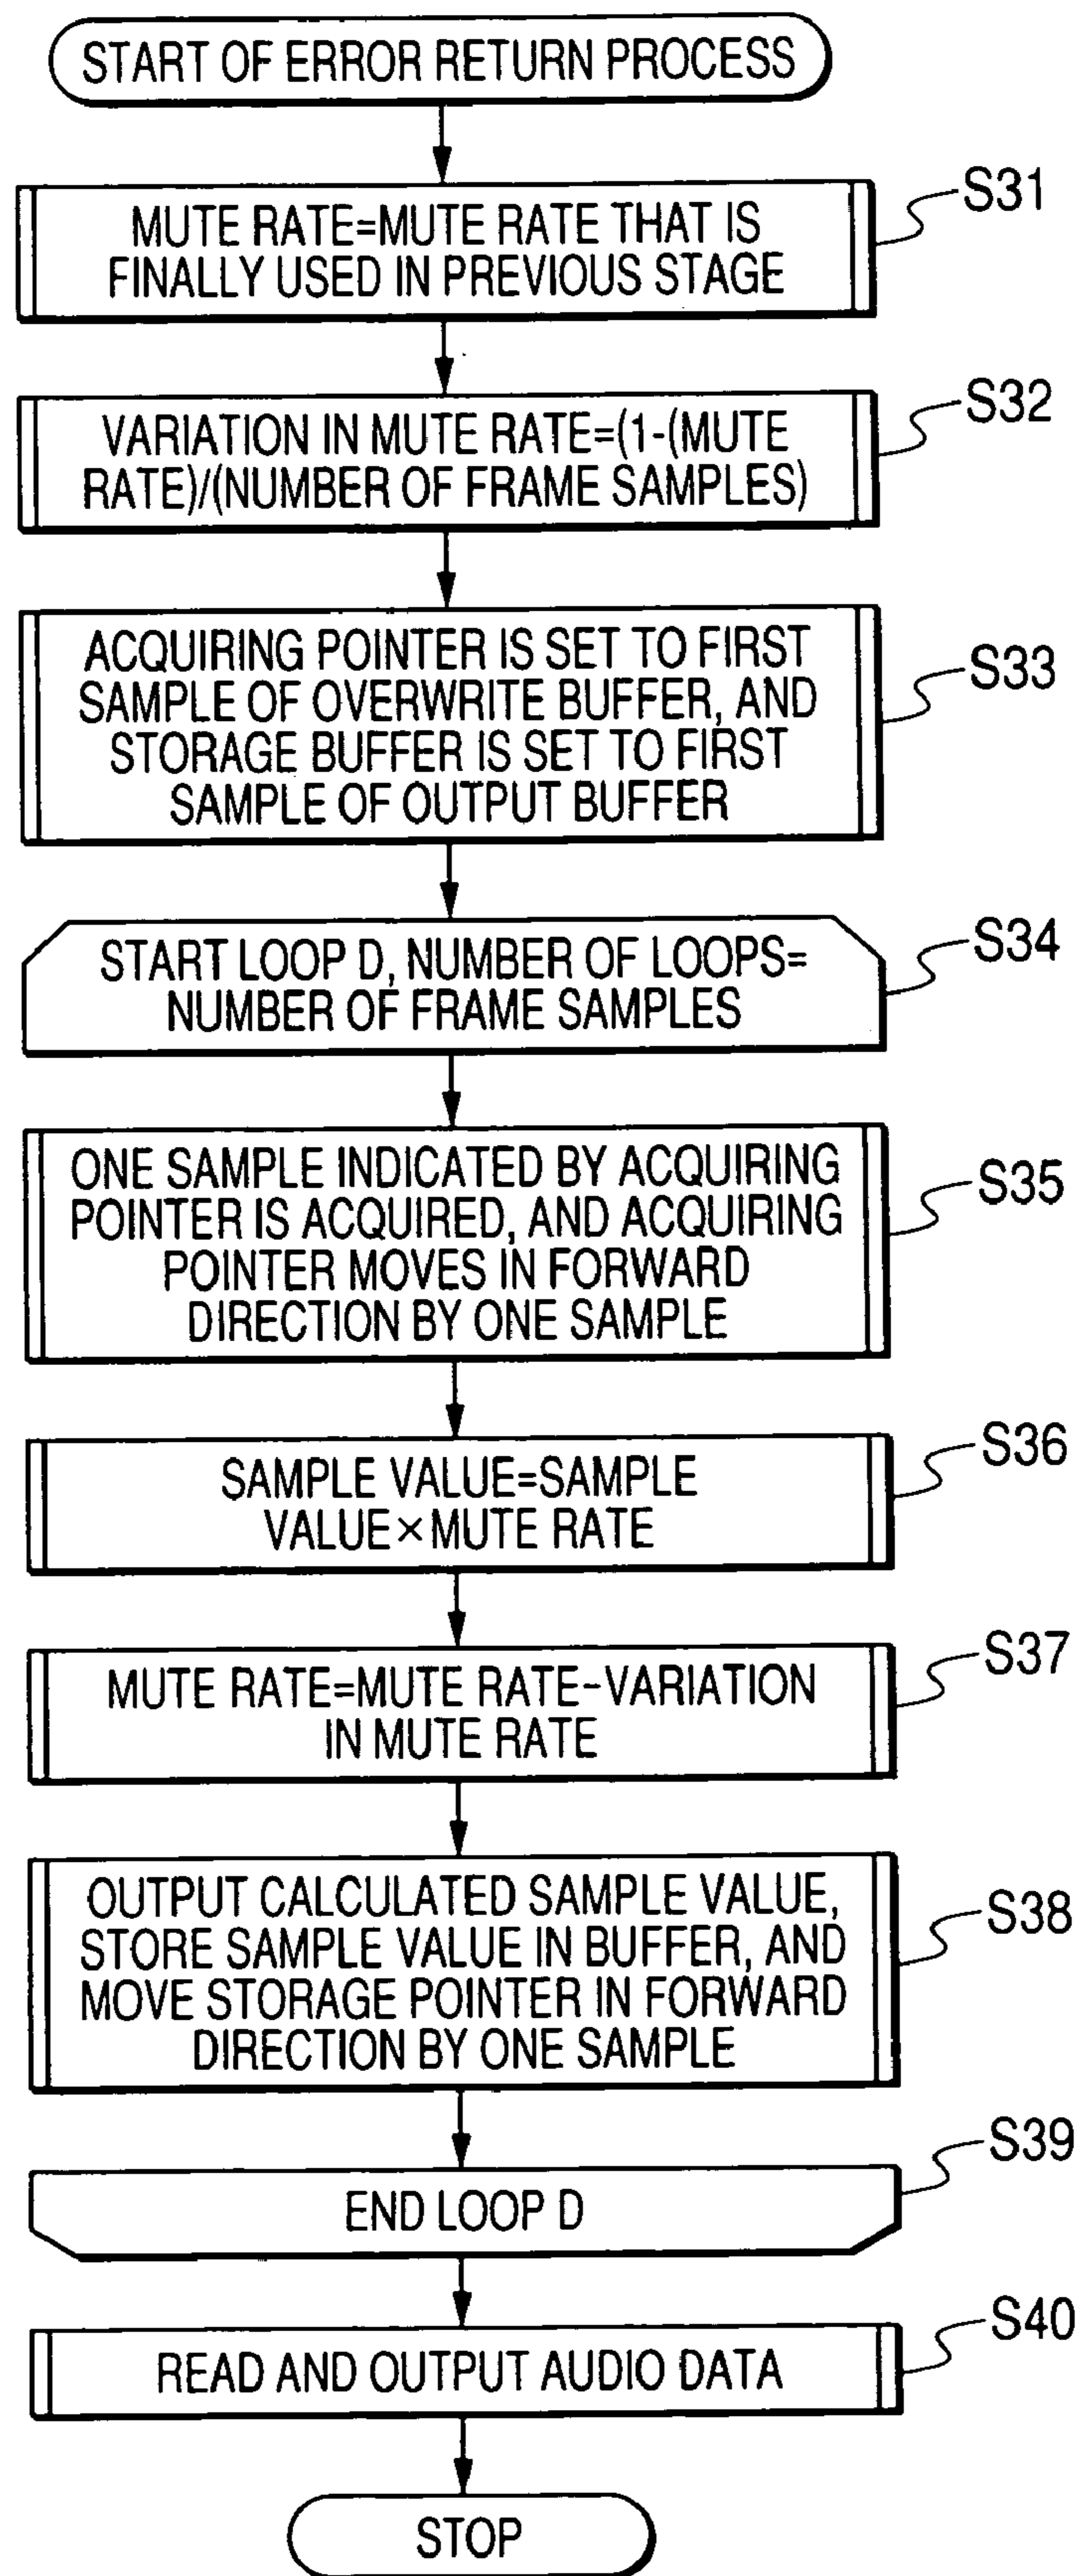 START OF ERROR RETURN PROCESS
S31
MUTE RATE=MUTE RATE THAT IS
FINALLY USED IN PREVIOUS STAGE
S32
VARIATION IN MUTE RATE=(1-(MUTE
RATE)/(NUMBER OF FRAME SAMPLES)
S33
ACQUIRING POINTER IS SET TO FIRST
SAMPLE OF OVERWRITE BUFFER, AND
STORAGE BUFFER IS SET TO FIRST
SAMPLE OF OUTPUT BUFFER
S34
START LOOP D, NUMBER OF LOOPS=
NUMBER OF FRAME SAMPLES
S35
ONE SAMPLE INDICATED BY ACQUIRING
POINTER IS ACQUIRED, AND ACQUIRING
POINTER MOVES IN FORWARD
DIRECTION BY ONE SAMPLE
S36
SAMPLE VALUE=SAMPLE
VALUE×MUTE RATE
S37
MUTE RATE=MUTE RATE-VARIATION
IN MUTE RATE
S38
OUTPUT CALCULATED SAMPLE VALUE,
STORE SAMPLE VALUE IN BUFFER, AND
MOVE STORAGE POINTER IN FORWARD
DIRECTION BY ONE SAMPLE
S39
END LOOP D
S40
READ AND OUTPUT AUDIO DATA
STOP